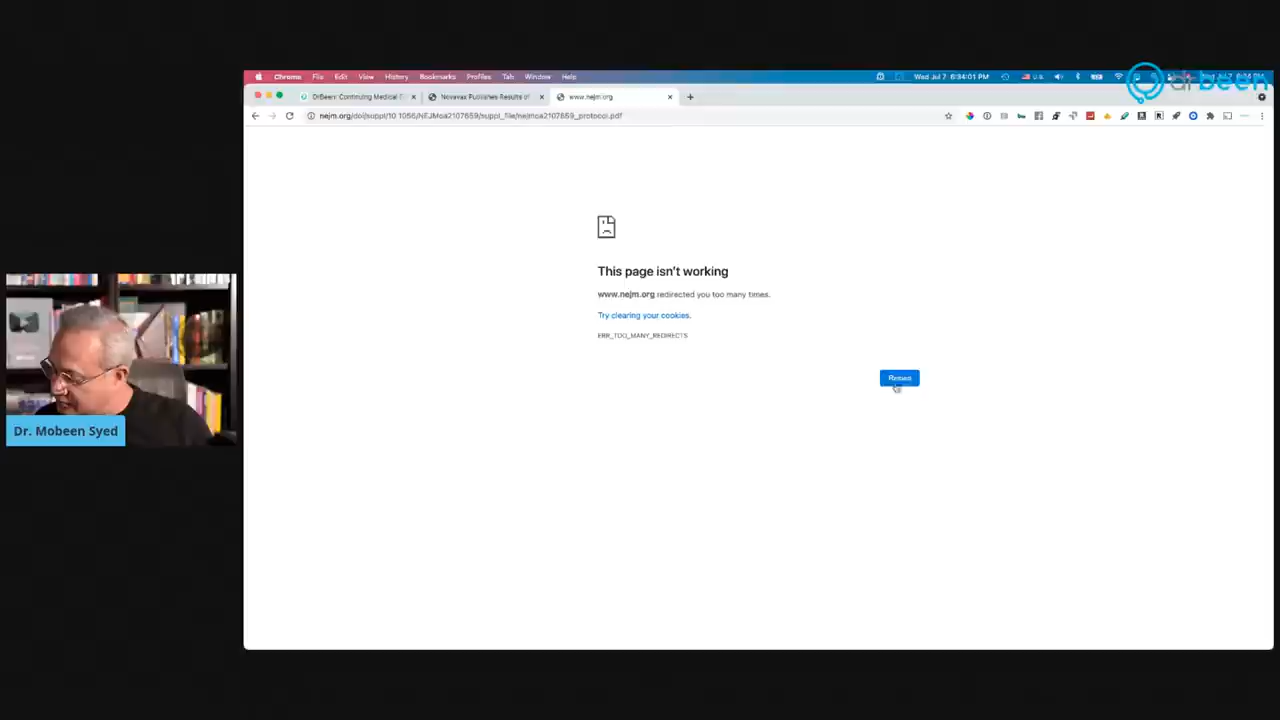 Chrome File Edit View History Bookmarks Profiles Tab Window Help
Wed Jul 7 6:34:01 PM
drbeen
DrBeen: Continuing Medical
Novavax Publishes Results of
www.nejm.org
nejm.org/doi/suppl/10.1056/NEJMoa2107659/suppl_file/nejmoa2107659_protocol.pdf
This page isn't working
www.nejm.org redirected you too many times.
Try clearing your cookies.
ERR_TOO_MANY_REDIRECTS
Reload
Dr. Mobeen Syed